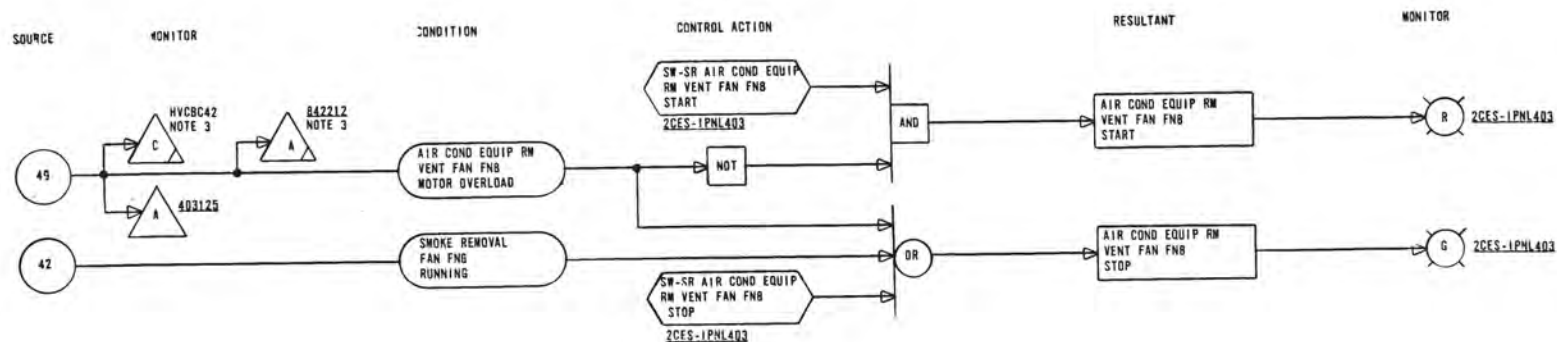 SOURCE
MONITOR
CONDITION
CONTROL ACTION
RESULTANT
MONITOR
HVCBC42
NOTE 3
C
842212
NOTE 3
A
SW-SR AIR COND EQUIP
RM VENT FAN FN8
START
2CES-IPNL403
AND
AIR COND EQUIP RM
VENT FAN FN8
START
R
2CES-IPNL403
49
AIR COND EQUIP RM
VENT FAN FN8
MOTOR OVERLOAD
NOT
A
403125
42
SMOKE REMOVAL
FAN FN6
RUNNING
OR
AIR COND EQUIP RM
VENT FAN FN8
STOP
G
2CES-IPNL403
SW-SR AIR COND EQUIP
RM VENT FAN FN8
STOP
2CES-IPNL403